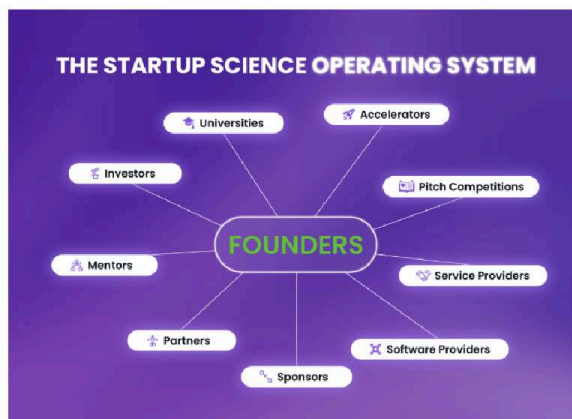 THE STARTUP SCIENCE OPERATING SYSTEM
Accelerators
Universities
Investors
Pitch Competitions
FOUNDERS
Mentors
Service Providers
Partners
Software Providers
Sponsors